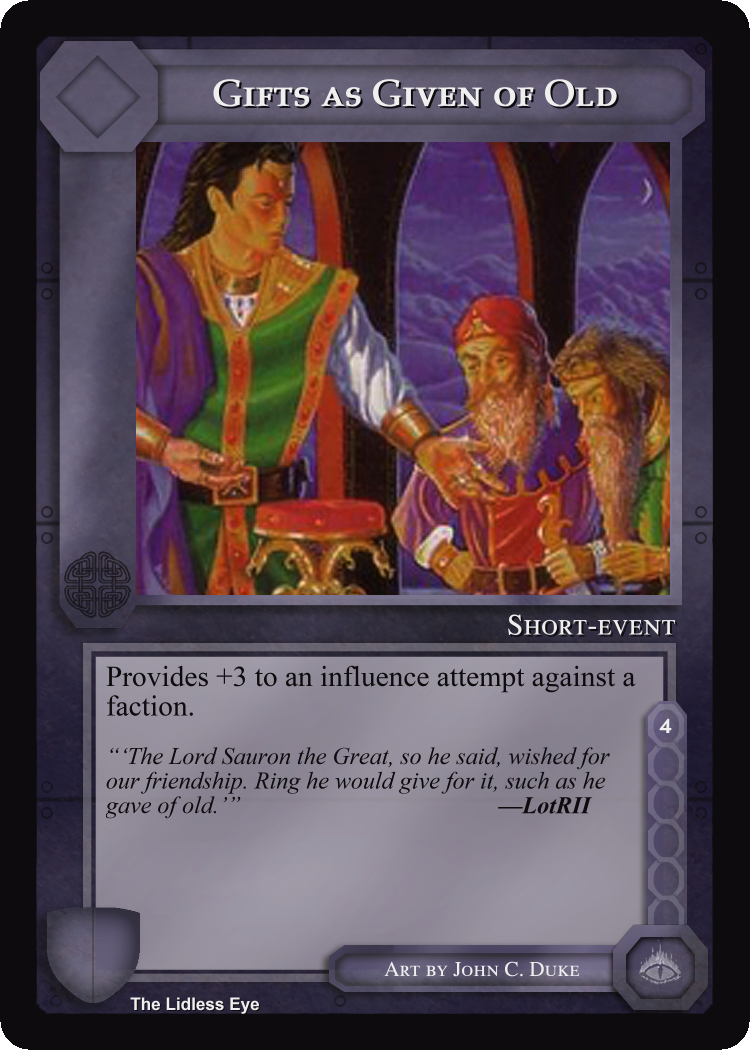 Gifts as Given of Old
Short-event
Provides +3 to an influence attempt against a
faction.
4
“‘The Lord Sauron the Great, so he said, wished for
our friendship. Ring he would give for it, such as he
gave of old.’” —LotRII
Art by John C. Duke
The Lidless Eye